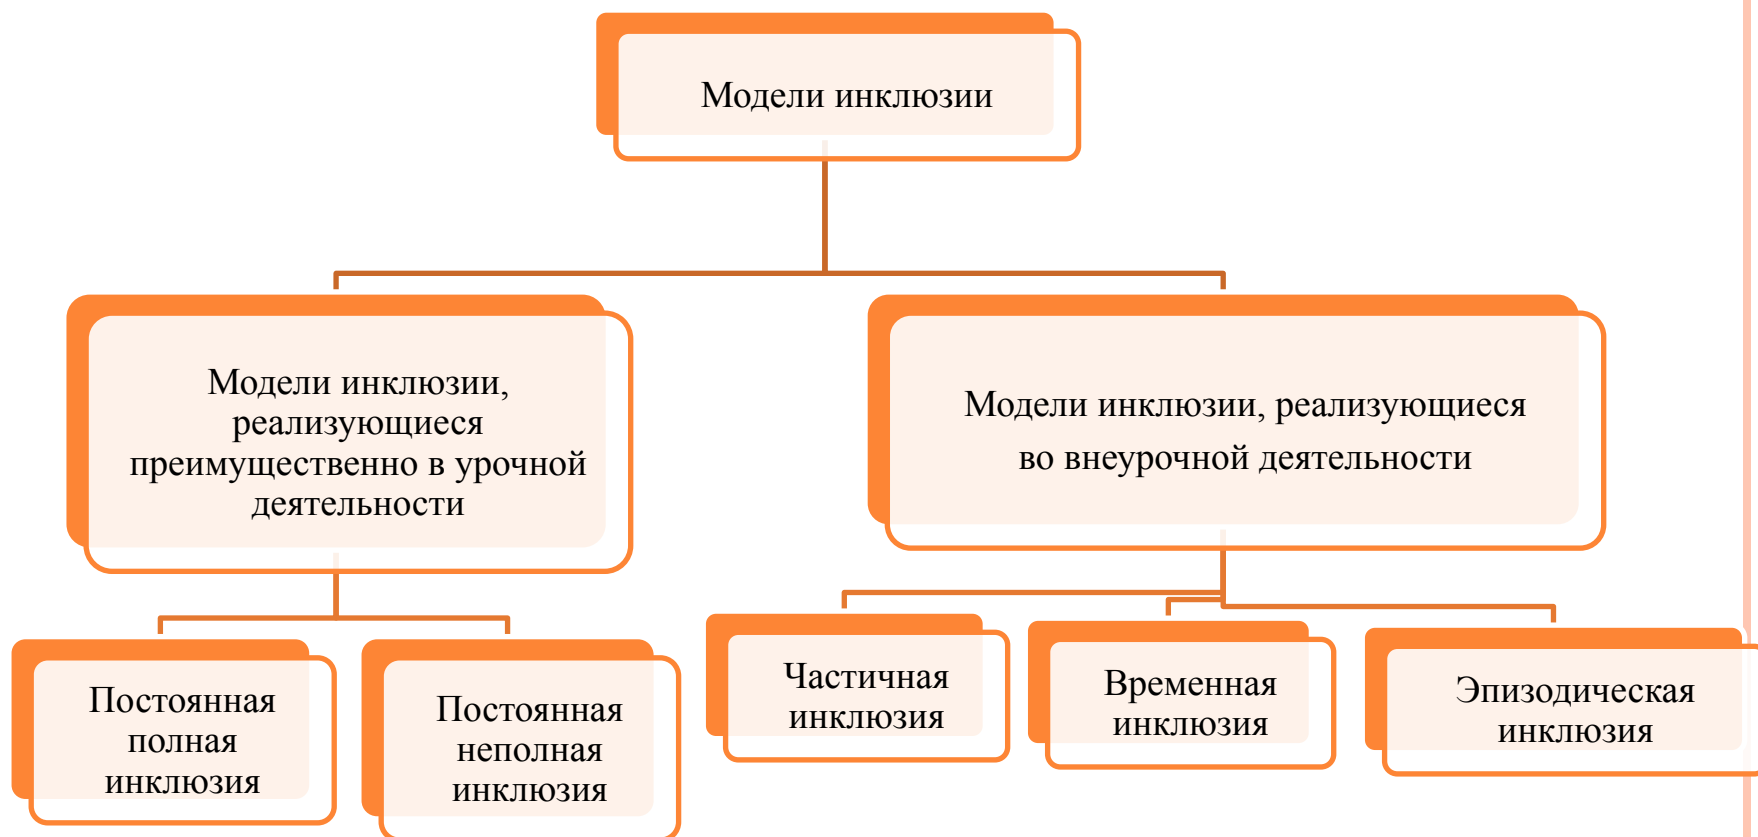 Модели инклюзии
Модели инклюзии,
реализующиеся
преимущественно в урочной
деятельности
Модели инклюзии, реализующиеся
во внеурочной деятельности
Постоянная
полная
инклюзия
Постоянная
неполная
инклюзия
Частичная
инклюзия
Временная
инклюзия
Эпизодическая
инклюзия